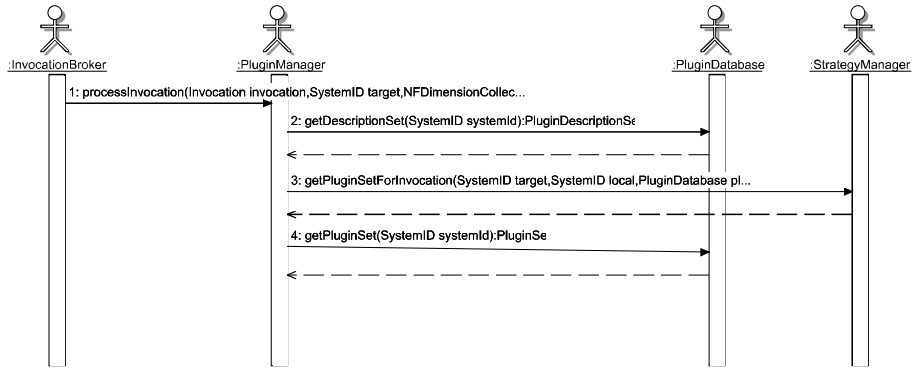 :InvocationBroker
:PluginManager
:PluginDatabase
:StrategyManager
1: processInvocation(Invocation invocation,SystemID target,NFDimensionCollec...
2: getDescriptionSet(SystemID systemId):PluginDescriptionSe
3: getPluginSetForInvocation(SystemID target,SystemID local,PluginDatabase pl...
4: getPluginSet(SystemID systemId):PluginSe